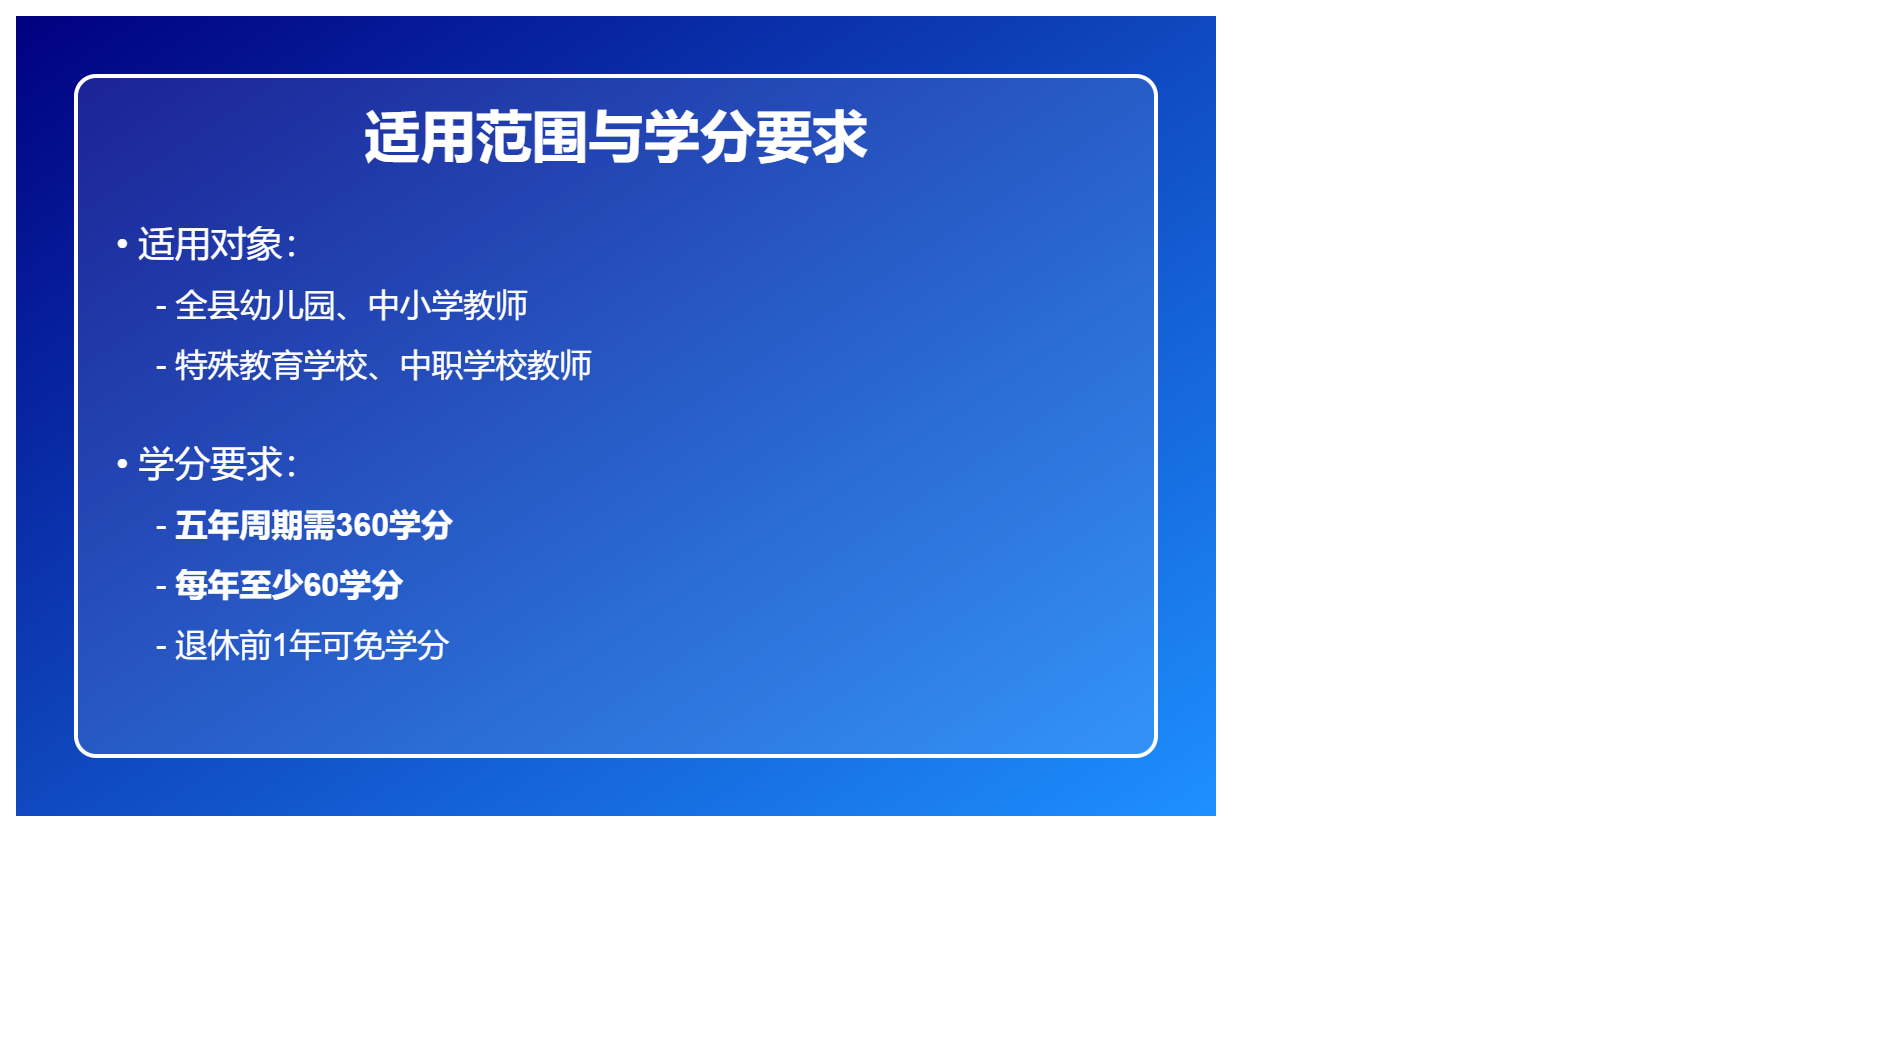 适用范围与学分要求
• 适用对象：
- 全县幼儿园、中小学教师
- 特殊教育学校、中职学校教师
• 学分要求：
- 五年周期需360学分
- 每年至少60学分
- 退休前1年可免学分